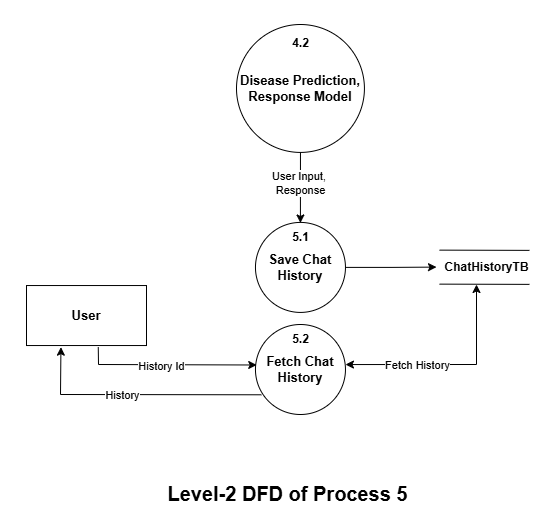 4.2
Disease Prediction,
Response Model
User Input,
Response
5.1
Save Chat
History
ChatHistoryTB
User
5.2
Fetch Chat
History
History Id
Fetch History
History
Level-2 DFD of Process 5